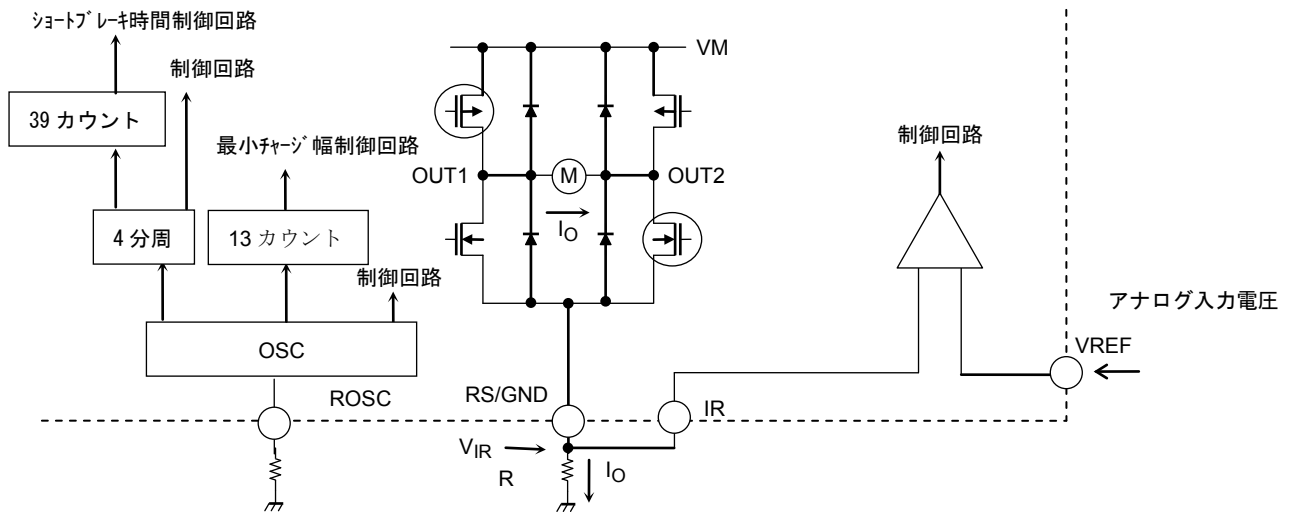 ショートブレーキ時間制御回路
制御回路
39 カウント
最小チャージ幅制御回路
4 分周
13 カウント
制御回路
OSC
ROSC
VM
OUT1
M
OUT2
IO
RS/GND
IR
VIR
R
IO
制御回路
アナログ入力電圧
VREF